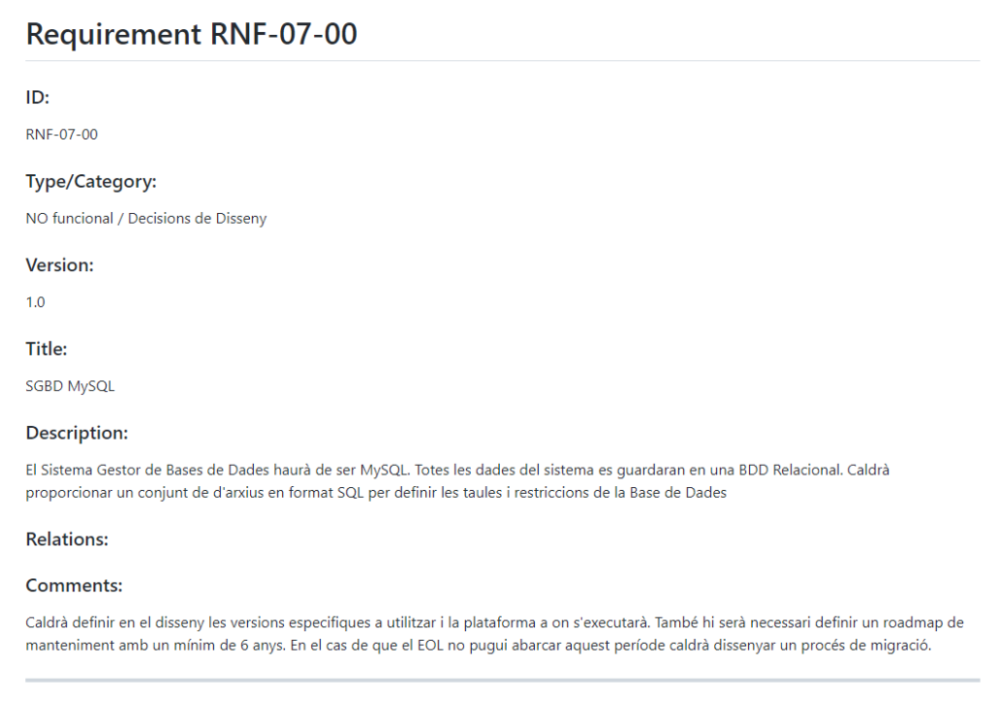 Requirement RNF-07-00
ID:
RNF-07-00
Type/Category:
NO funcional / Decisions de Disseny
Version:
1.0
Title:
SGBD MySQL
Description:
El Sistema Gestor de Bases de Dades haurà de ser MySQL. Totes les dades del sistema es guardaran en una BDD Relacional. Caldrà
proporcionar un conjunt de d'arxius en format SQL per definir les taules i restriccions de la Base de Dades
Relations:
Comments:
Caldrà definir en el disseny les versions especifiques a utilitzar i la plataforma a on s'executarà. També hi serà necessari definir un roadmap de
manteniment amb un mínim de 6 anys. En el cas de que el EOL no pugui abarcar aquest període caldrà dissenyar un procés de migració.